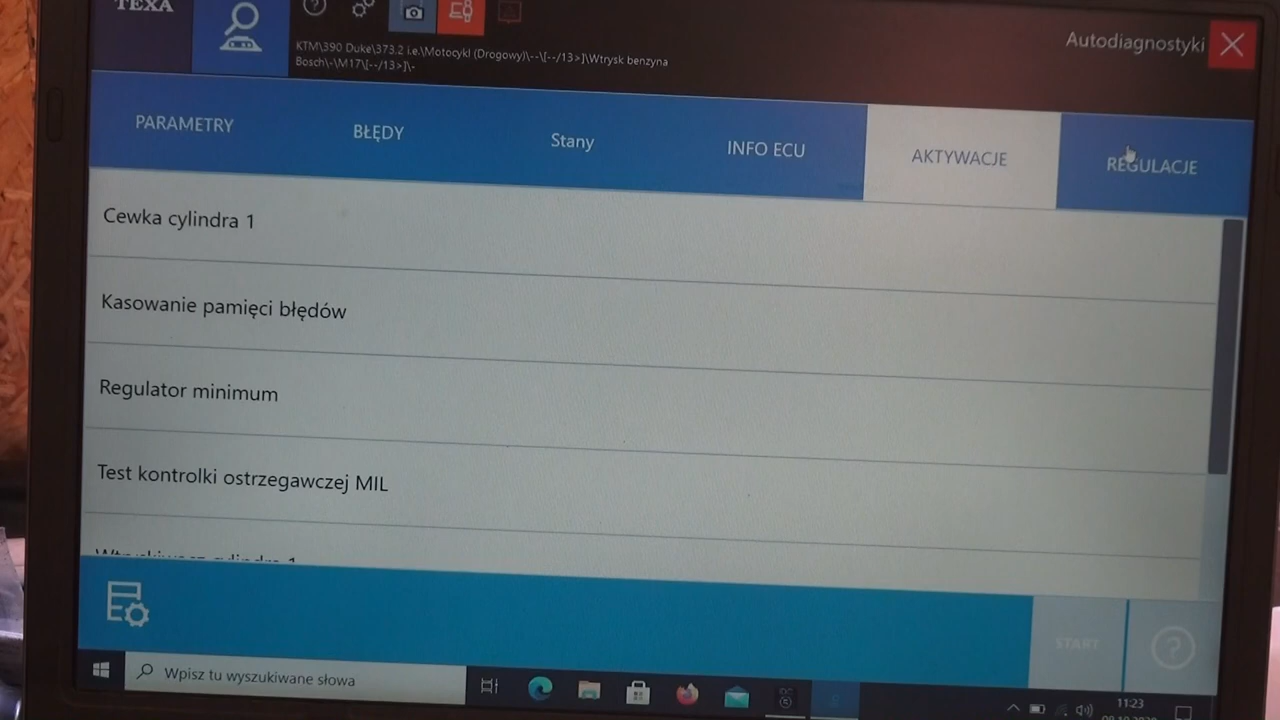 TEXA
KTM\390 Duke\373.2 i.e.\Motocykl (Drogowy)\--\[--/13>]\Wtrysk benzyna
Bosch\-\M17\[--/13>]\-
Autodiagnostyki
PARAMETRY
BŁĘDY
Stany
INFO ECU
AKTYWACJE
REGULACJE
Cewka cylindra 1
Kasowanie pamięci błędów
Regulator minimum
Test kontrolki ostrzegawczej MIL
START
Wpisz tu wyszukiwane słowa
11:23